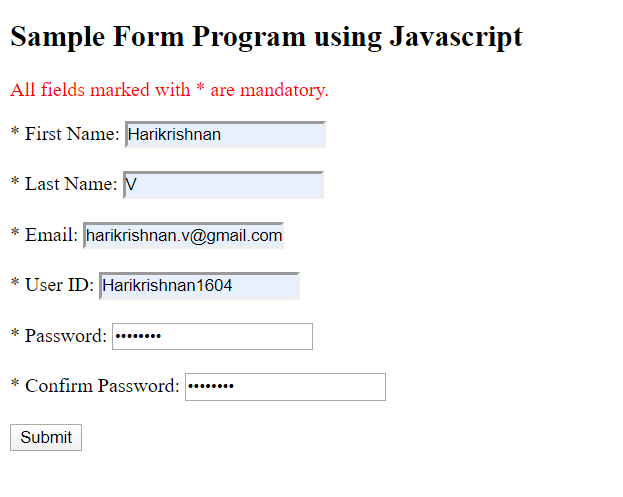 Sample Form Program using Javascript
All fields marked with * are mandatory.
* First Name: Harikrishnan
* Last Name: V
* Email: harikrishnan.v@gmail.com
* User ID: Harikrishnan1604
* Password: ••••••••
* Confirm Password: ••••••••
Submit